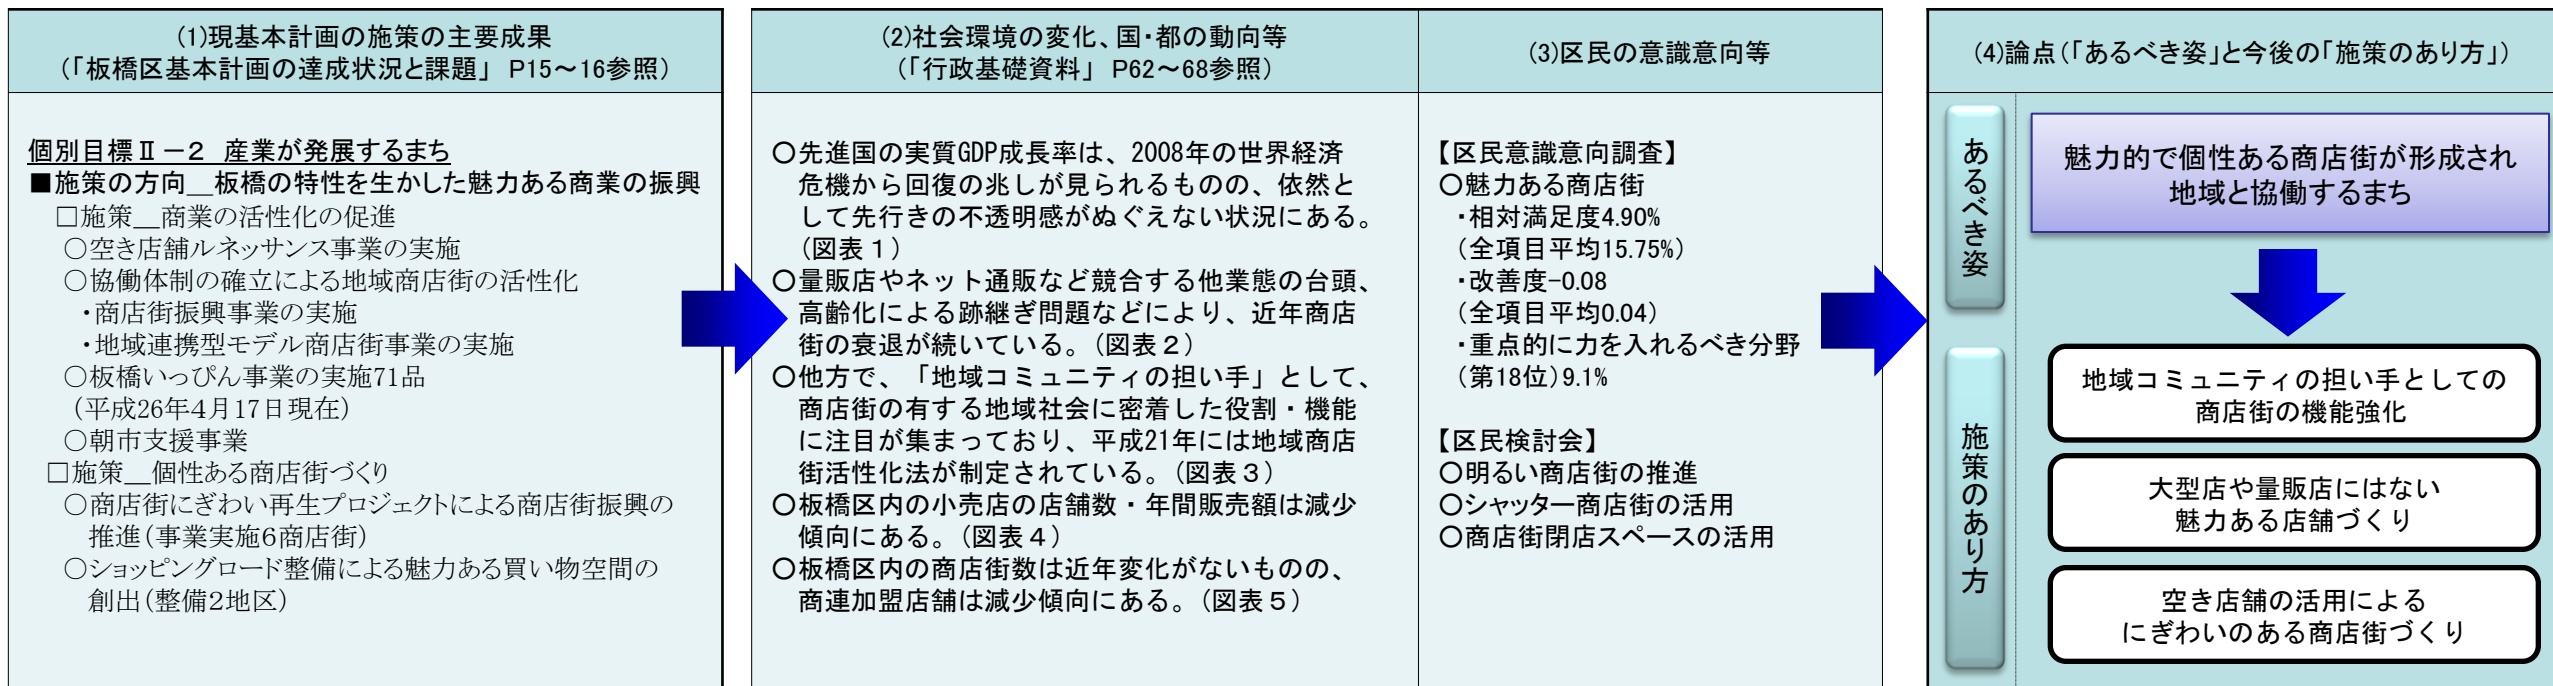 (1)現基本計画の施策の主要成果
(「板橋区基本計画の達成状況と課題」 P15～16参照)
個別目標Ⅱ－2 産業が発展するまち
■施策の方向__板橋の特性を生かした魅力ある商業の振興
□施策__商業の活性化の促進
○空き店舗ルネッサンス事業の実施
○協働体制の確立による地域商店街の活性化
・商店街振興事業の実施
・地域連携型モデル商店街事業の実施
○板橋いっぴん事業の実施71品
(平成26年4月17日現在)
○朝市支援事業
□施策__個性ある商店街づくり
○商店街にぎわい再生プロジェクトによる商店街振興の
推進(事業実施6商店街)
○ショッピングロード整備による魅力ある買い物空間の
創出(整備2地区)
(2)社会環境の変化、国・都の動向等
(「行政基礎資料」 P62～68参照)
○先進国の実質GDP成長率は、2008年の世界経済
危機から回復の兆しが見られるものの、依然と
して先行きの不透明感がぬぐえない状況にある。
(図表1)
○量販店やネット通販など競合する他業態の台頭、
高齢化による跡継ぎ問題などにより、近年商店
街の衰退が続いている。(図表2)
○他方で、「地域コミュニティの担い手」として、
商店街の有する地域社会に密着した役割・機能
に注目が集まっており、平成21年には地域商店
街活性化法が制定されている。(図表3)
○板橋区内の小売店の店舗数・年間販売額は減少
傾向にある。(図表4)
○板橋区内の商店街数は近年変化がないものの、
商連加盟店舗は減少傾向にある。(図表5)
(3)区民の意識意向等
【区民意識意向調査】
○魅力ある商店街
・相対満足度4.90%
(全項目平均15.75%)
・改善度-0.08
(全項目平均0.04)
・重点的に力を入れるべき分野
(第18位)9.1%
【区民検討会】
○明るい商店街の推進
○シャッター商店街の活用
○商店街閉店スペースの活用
(4)論点(「あるべき姿」と今後の「施策のあり方」)
あるべき姿
魅力的で個性ある商店街が形成され
地域と協働するまち
施策のあり方
地域コミュニティの担い手としての
商店街の機能強化
大型店や量販店にはない
魅力ある店舗づくり
空き店舗の活用による
にぎわいのある商店街づくり